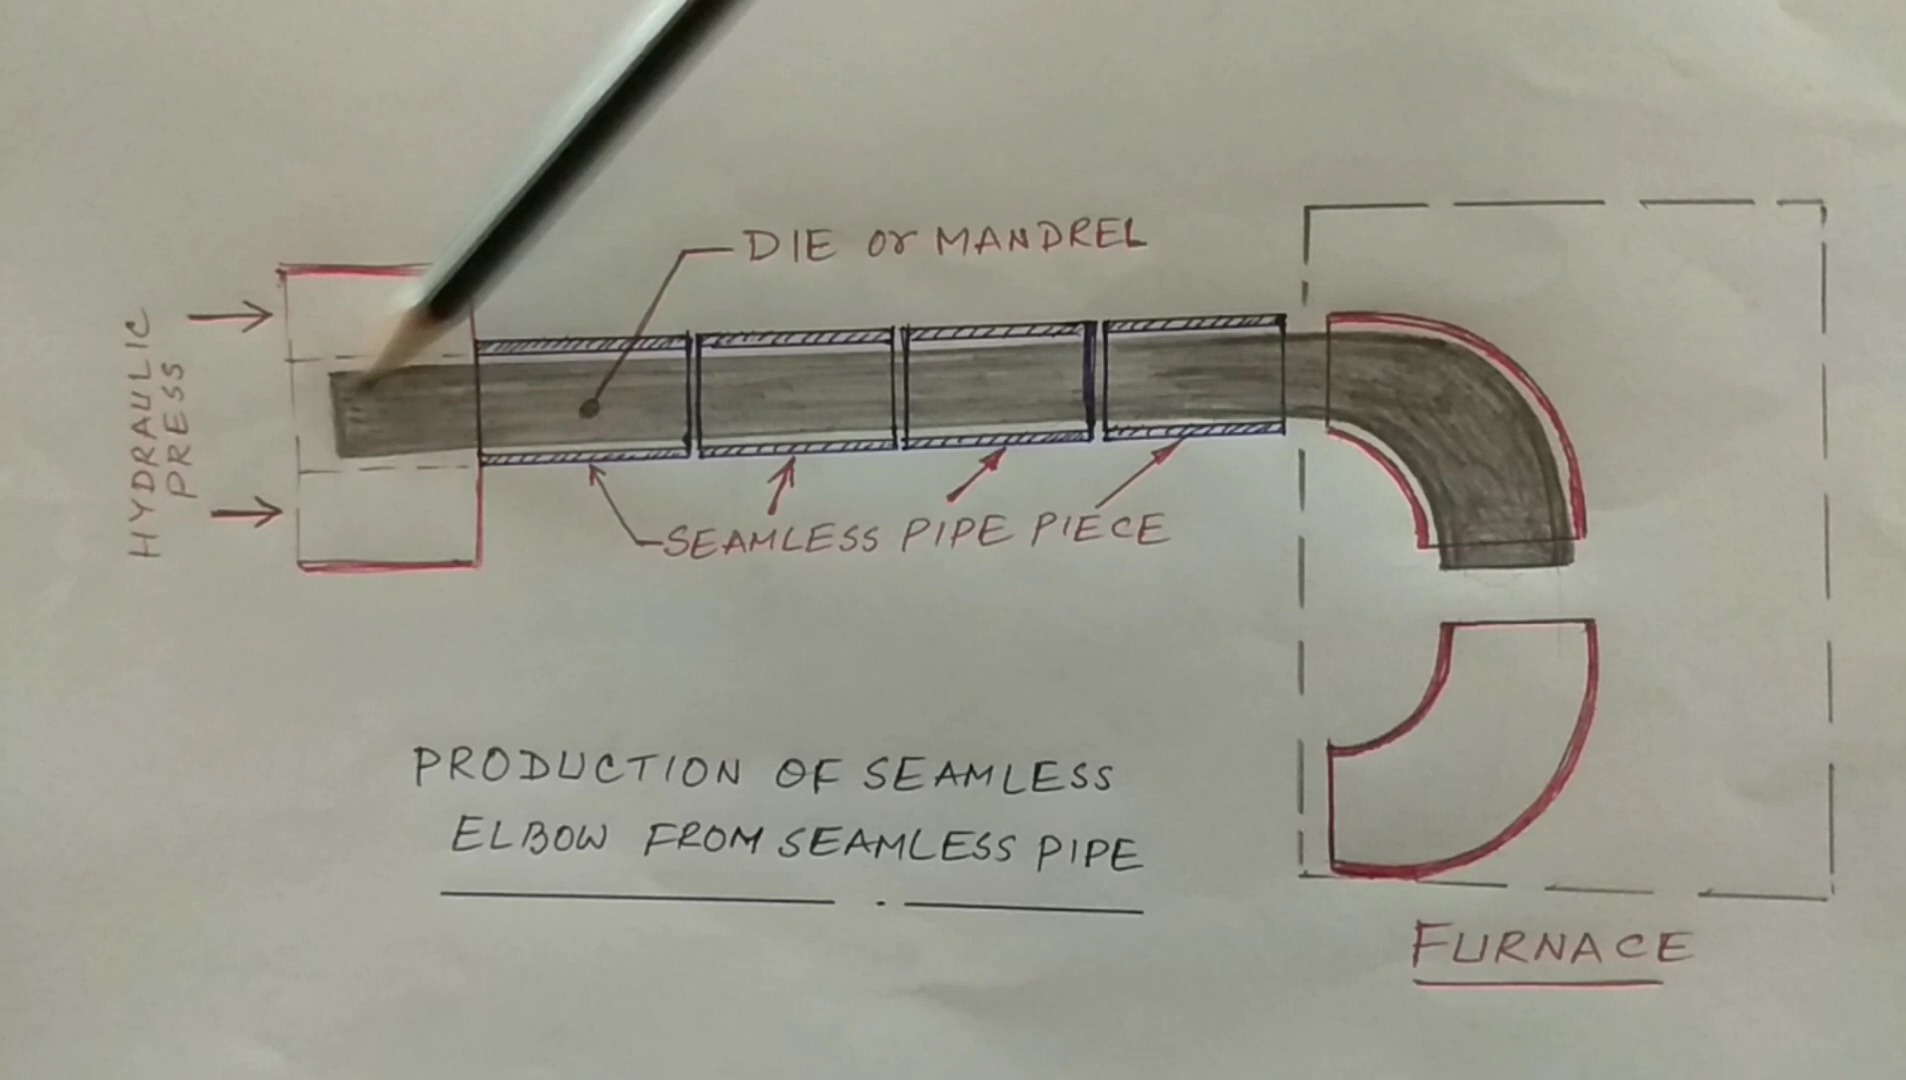 DIE or MANDREL
HYDRAULIC
PRESS
SEAMLESS PIPE PIECE
PRODUCTION OF SEAMLESS
ELBOW FROM SEAMLESS PIPE
FURNACE